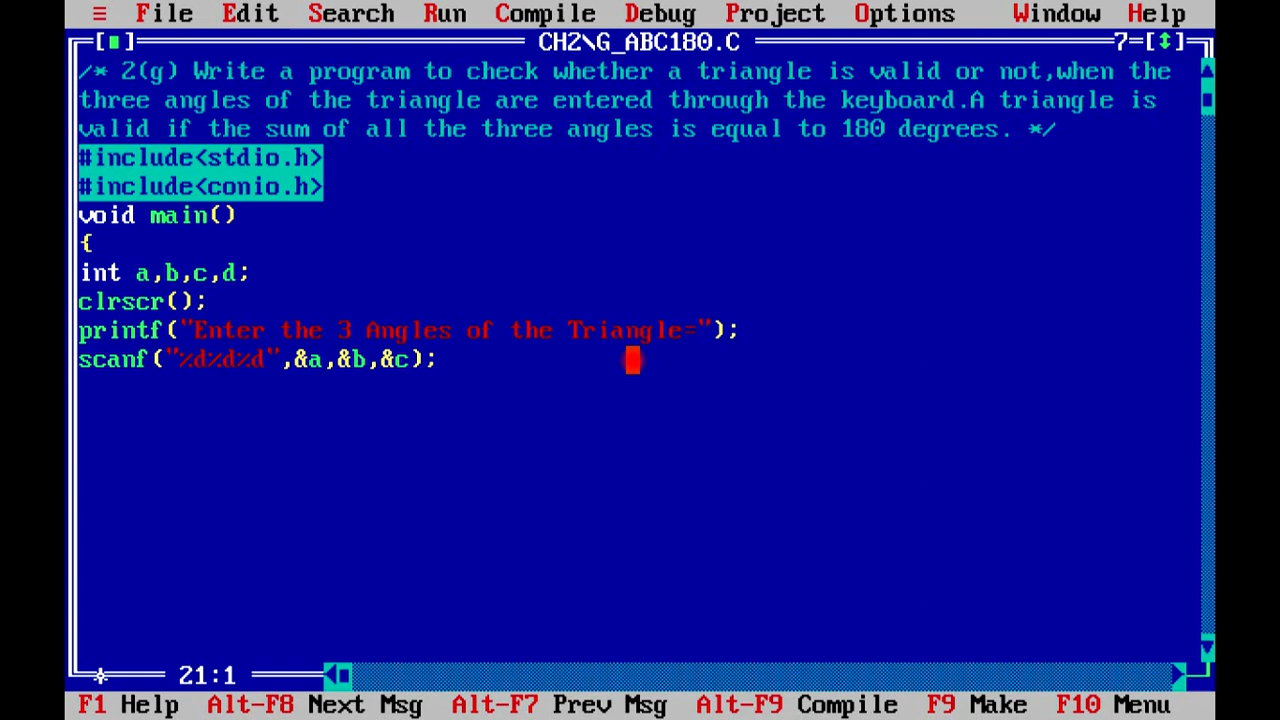 ≡ File Edit Search Run Compile Debug Project Options Window Help
CH2\G_ABC180.C 7=[↕]
/* 2(g) Write a program to check whether a triangle is valid or not,when the
three angles of the triangle are entered through the keyboard.A triangle is
valid if the sum of all the three angles is equal to 180 degrees. */
#include<stdio.h>
#include<conio.h>
void main()
{
int a,b,c,d;
clrscr();
printf("Enter the 3 Angles of the Triangle=");
scanf("%d%d%d",&a,&b,&c);
21:1
F1 Help Alt-F8 Next Msg Alt-F7 Prev Msg Alt-F9 Compile F9 Make F10 Menu